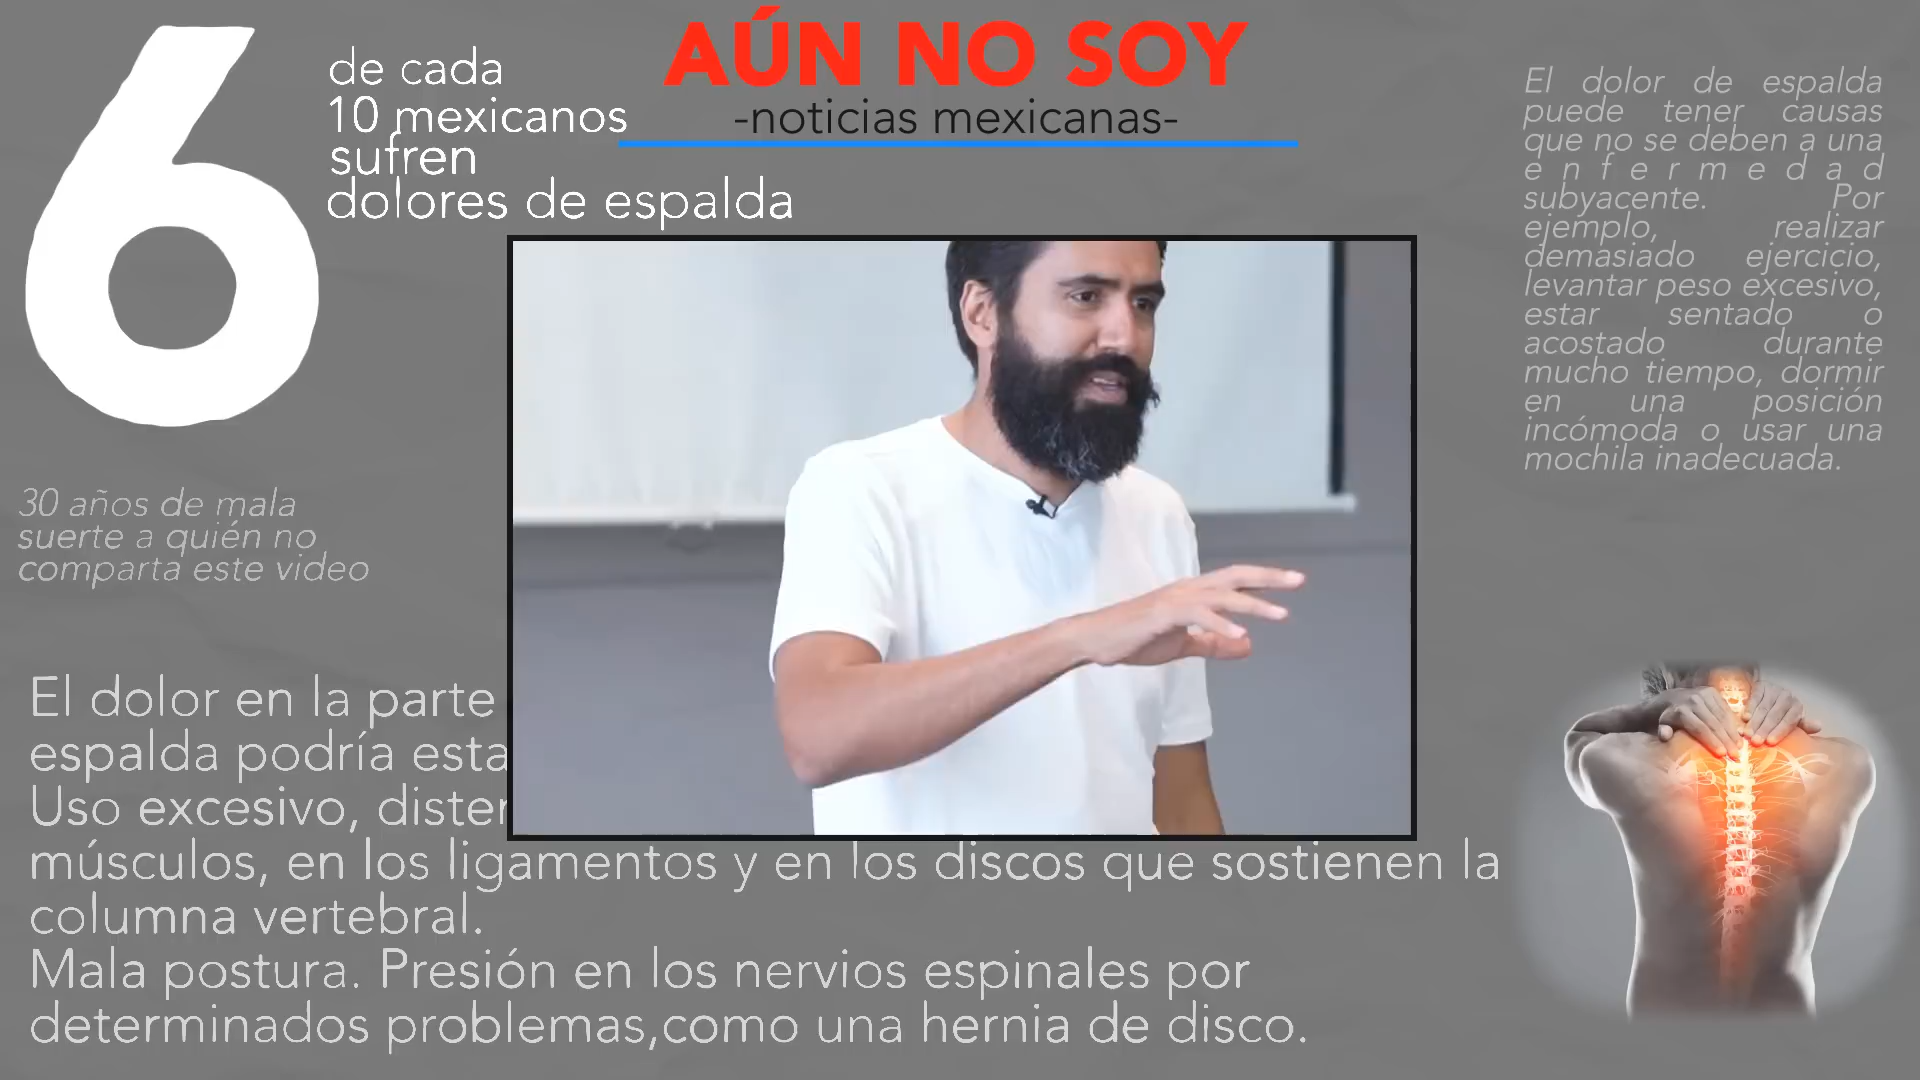 6
de cada
10 mexicanos
sufren
dolores de espalda
AÚN NO SOY
-noticias mexicanas-
El dolor de espalda
puede tener causas
que no se deben a una
enfermedad
subyacente. Por
ejemplo, realizar
demasiado ejercicio,
levantar peso excesivo,
estar sentado o
acostado durante
mucho tiempo, dormir
en una posición
incómoda o usar una
mochila inadecuada.
30 años de mala
suerte a quién no
comparta este video
El dolor en la parte
espalda podría
Uso excesivo,
músculos, en los ligamentos y en los discos que sostienen la
columna vertebral.
Mala postura. Presión en los nervios espinales por
determinados problemas,como una hernia de disco.